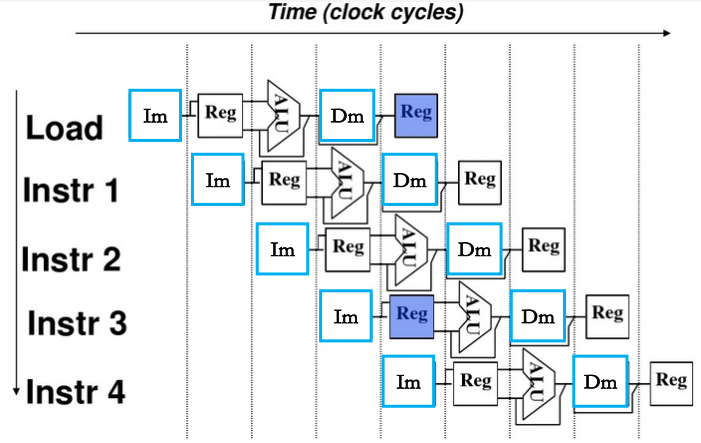 Time (clock cycles)
Load Im Reg ALU Dm Reg
Instr 1 Im Reg ALU Dm Reg
Instr 2 Im Reg ALU Dm Reg
Instr 3 Im Reg ALU Dm Reg
Instr 4 Im Reg ALU Dm Reg